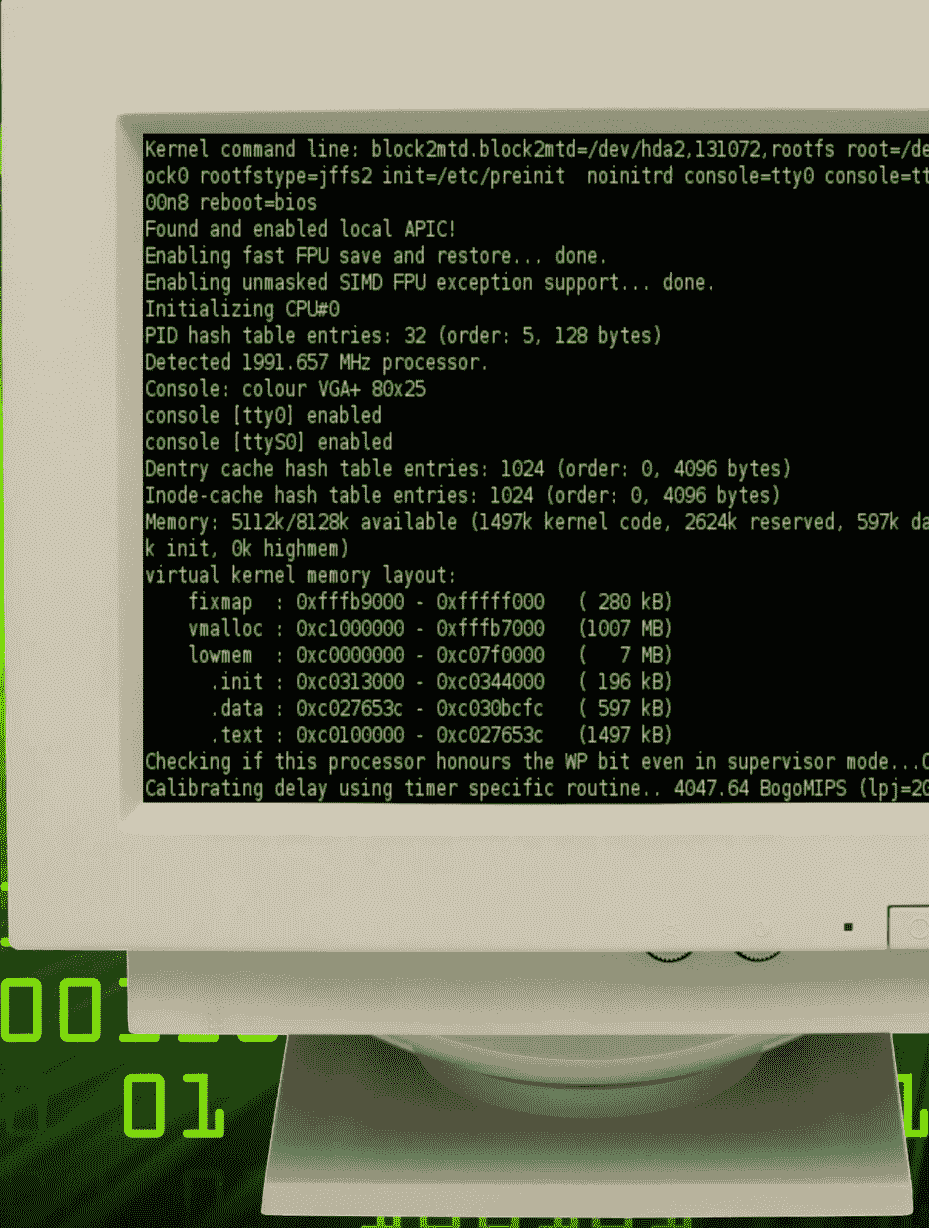 Kernel command line: block2mtd.block2mtd=/dev/hda2,131072,rootfs root=/de
ock0 rootfstype=jffs2 init=/etc/preinit  noinitrd console=tty0 console=tt
00n8 reboot=bios
Found and enabled local APIC!
Enabling fast FPU save and restore... done.
Enabling unmasked SIMD FPU exception support... done.
Initializing CPU#0
PID hash table entries: 32 (order: 5, 128 bytes)
Detected 1991.657 MHz processor.
Console: colour VGA+ 80x25
console [tty0] enabled
console [ttyS0] enabled
Dentry cache hash table entries: 1024 (order: 0, 4096 bytes)
Inode-cache hash table entries: 1024 (order: 0, 4096 bytes)
Memory: 5112k/8128k available (1497k kernel code, 2624k reserved, 597k da
k init, 0k highmem)
virtual kernel memory layout:
    fixmap  : 0xfffb9000 - 0xfffff000   ( 280 kB)
    vmalloc : 0xc1000000 - 0xfffb7000   (1007 MB)
    lowmem  : 0xc0000000 - 0xc07f0000   (   7 MB)
      .init : 0xc0313000 - 0xc0344000   ( 196 kB)
      .data : 0xc027653c - 0xc030bcfc   ( 597 kB)
      .text : 0xc0100000 - 0xc027653c   (1497 kB)
Checking if this processor honours the WP bit even in supervisor mode...
Calibrating delay using timer specific routine.. 4047.64 BogoMIPS (lpj=20
00
01 1